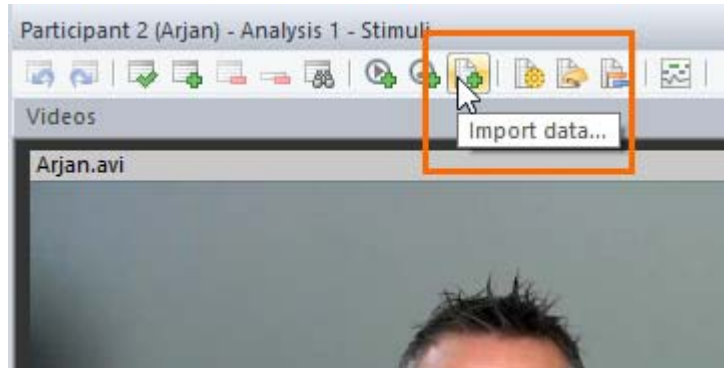 Participant 2 (Arjan) - Analysis 1 - Stimuli
Import data...
Videos
Arjan.avi